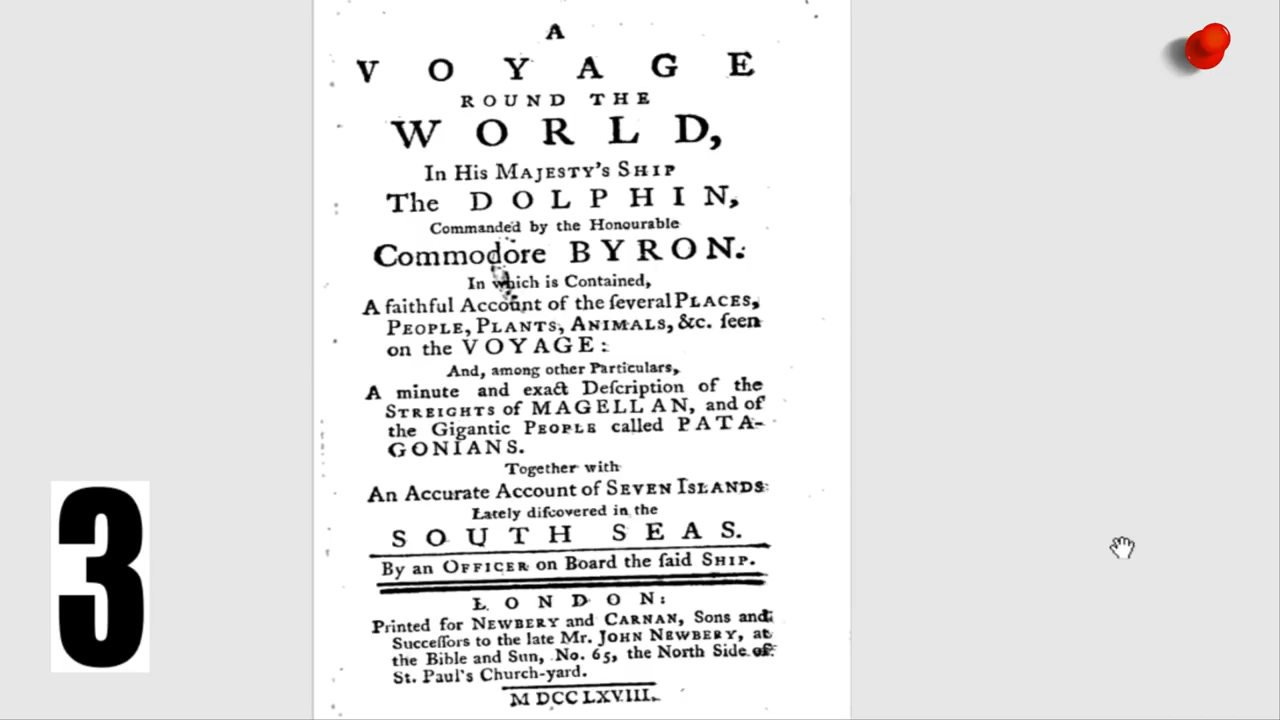 A
VOYAGE
ROUND THE
WORLD,
In His MAJESTY'S SHIP
The DOLPHIN,
Commanded by the Honourable
Commodore BYRON:
In which is Contained,
A faithful Account of the ſeveral PLACES,
PEOPLE, PLANTS, ANIMALS, &c. ſeen
on the VOYAGE:
And, among other Particulars,
A minute and exact Deſcription of the
STREIGHTS of MAGELLAN, and of
the Gigantic PEOPLE called PATA-
GONIANS.
Together with
An Accurate Account of SEVEN ISLANDS
Lately diſcovered in the
SOUTH SEAS.
By an OFFICER on Board the ſaid SHIP.
LONDON:
Printed for NEWBERY and CARNAN, Sons and
Succeſſors to the late Mr. JOHN NEWBERY, at
the Bible and Sun, No. 65, the North Side of
St. Paul's Church-yard.
MDCCLXVIII.
3